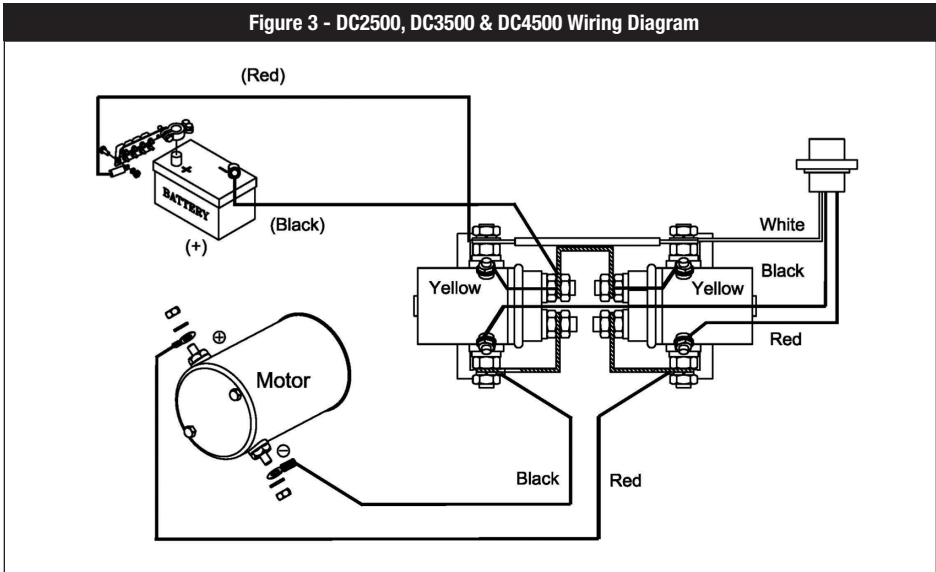 Figure 3 - DC2500, DC3500 & DC4500 Wiring Diagram
(Red)
+ -
BATTERY
(+)
(Black)
White
Black
Yellow
Yellow
Red
+
Motor
-
Black
Red